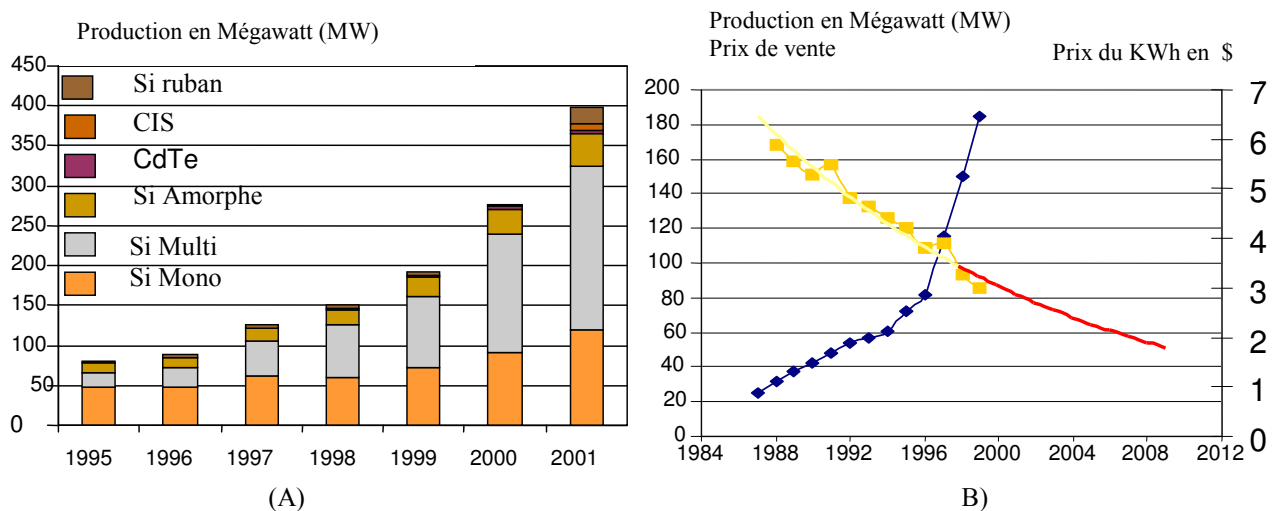 Production en Mégawatt (MW)
450
400
350
300
250
200
150
100
50
0
Si ruban
CIS
CdTe
Si Amorphe
Si Multi
Si Mono
1995 1996 1997 1998 1999 2000 2001
(A)
Production en Mégawatt (MW)
Prix de vente
Prix du KWh en $
200
180
160
140
120
100
80
60
40
20
0
7
6
5
4
3
2
1
0
1984 1988 1992 1996 2000 2004 2008 2012
B)